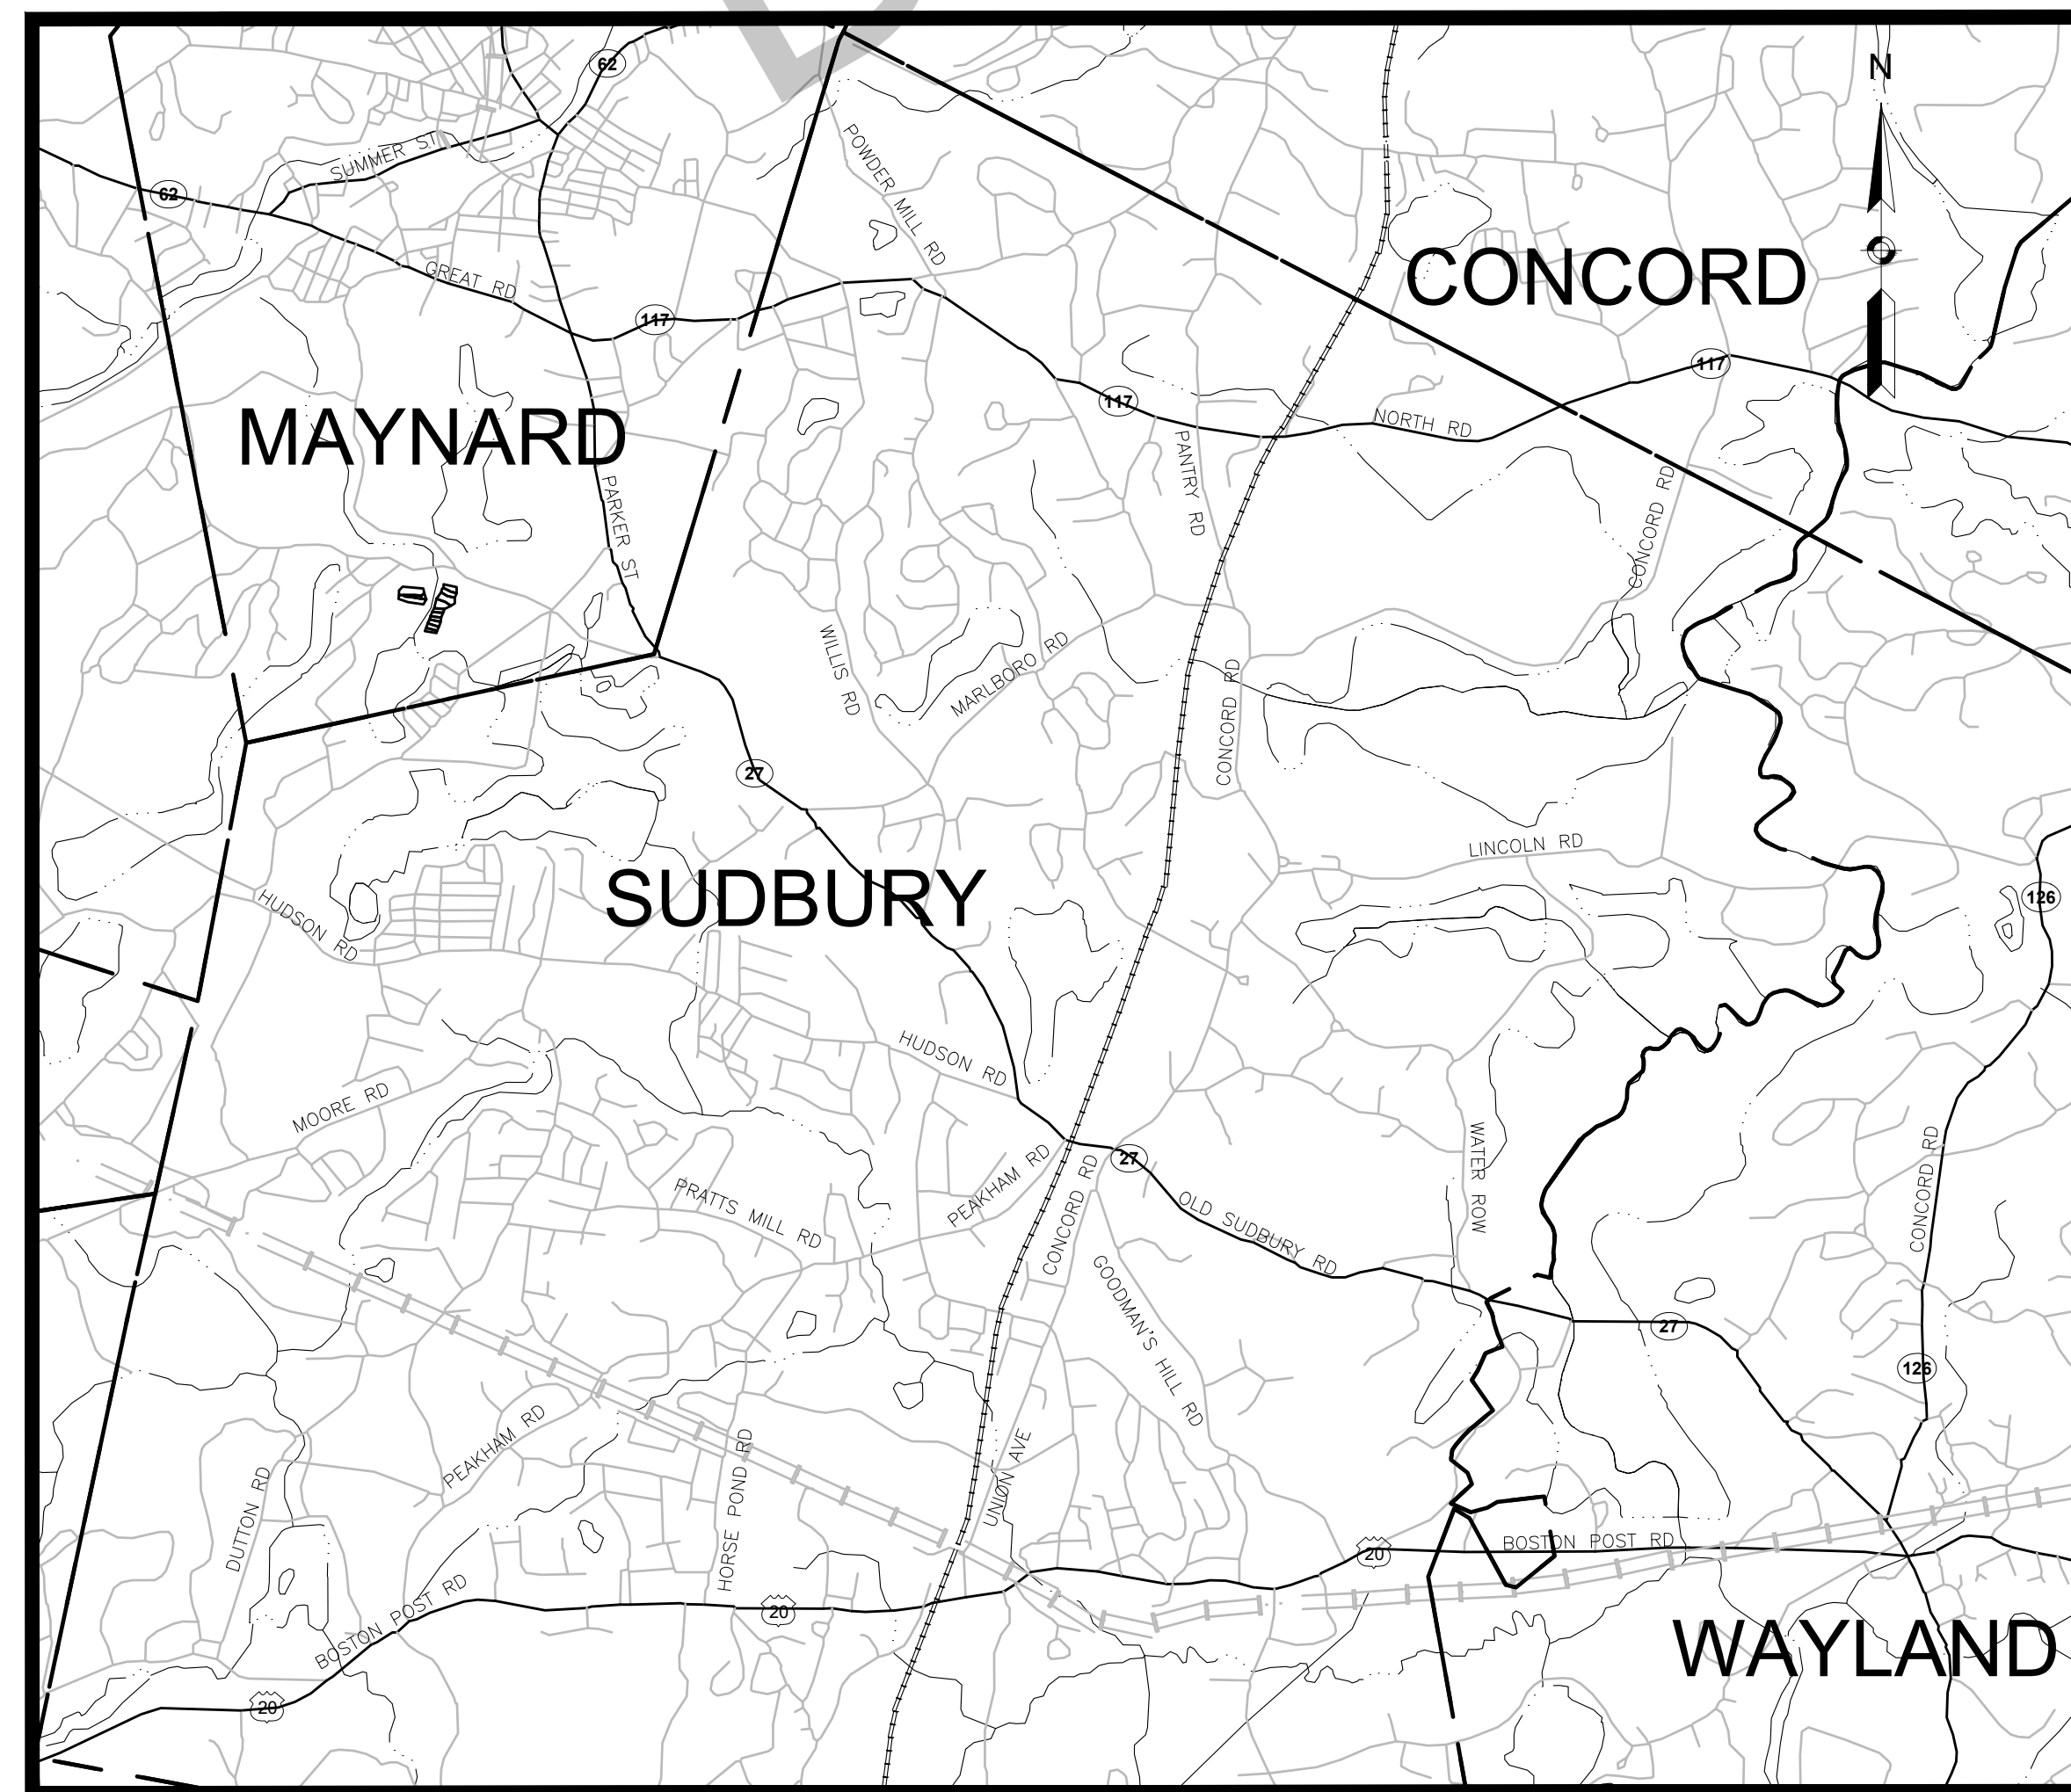 62
N
POWDER MILL RD
SUMMER ST
62
CONCORD
GREAT RD
117
117
117
MAYNARD
NORTH RD
PANTRY RD
CONCORD RD
PARKER ST
WILLIS RD
MARLBORO RD
CONCORD RD
27
LINCOLN RD
SUDBURY
126
HUDSON RD
HUDSON RD
MOORE RD
WATER ROW
CONCORD RD
27
PEAKHAM RD
CONCORD RD
PRATTS MILL RD
OLD SUDBURY RD
GOODMAN'S HILL RD
27
126
PEAKHAM RD
HORSE POND RD
UNION AVE
DUTTON RD
BOSTON POST RD
20
BOSTON POST RD
20
WAYLAND
20